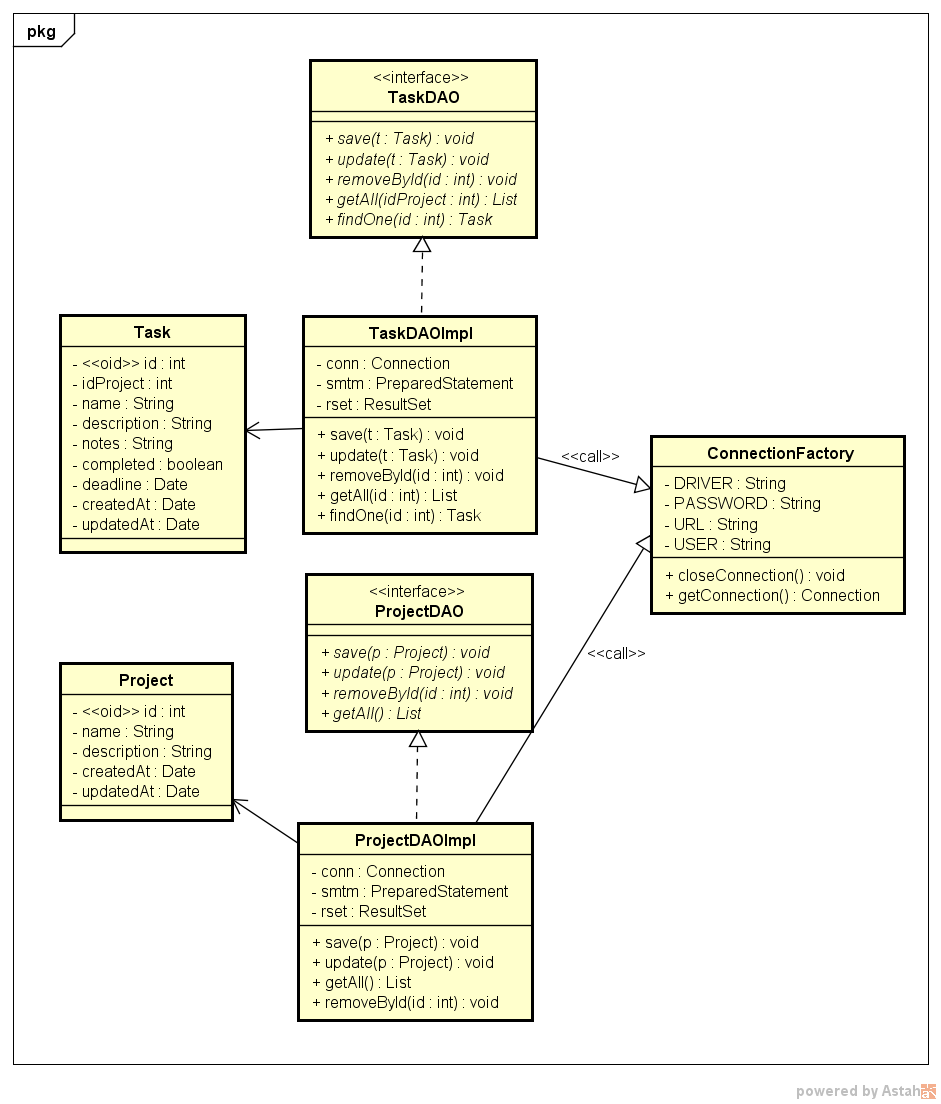 pkg
<<interface>>
TaskDAO
+ save(t : Task) : void
+ update(t : Task) : void
+ removeById(id : int) : void
+ getAll(idProject : int) : List
+ findOne(id : int) : Task
Task
- <<oid>> id : int
- idProject : int
- name : String
- description : String
- notes : String
- completed : boolean
- deadline : Date
- createdAt : Date
- updatedAt : Date
TaskDAOImpl
- conn : Connection
- smtm : PreparedStatement
- rset : ResultSet
+ save(t : Task) : void
+ update(t : Task) : void
+ removeById(id : int) : void
+ getAll(id : int) : List
+ findOne(id : int) : Task
<<call>>
ConnectionFactory
- DRIVER : String
- PASSWORD : String
- URL : String
- USER : String
+ closeConnection() : void
+ getConnection() : Connection
<<call>>
<<interface>>
ProjectDAO
+ save(p : Project) : void
+ update(p : Project) : void
+ removeById(id : int) : void
+ getAll() : List
Project
- <<oid>> id : int
- name : String
- description : String
- createdAt : Date
- updatedAt : Date
ProjectDAOImpl
- conn : Connection
- smtm : PreparedStatement
- rset : ResultSet
+ save(p : Project) : void
+ update(p : Project) : void
+ getAll() : List
+ removeById(id : int) : void
powered by Astah